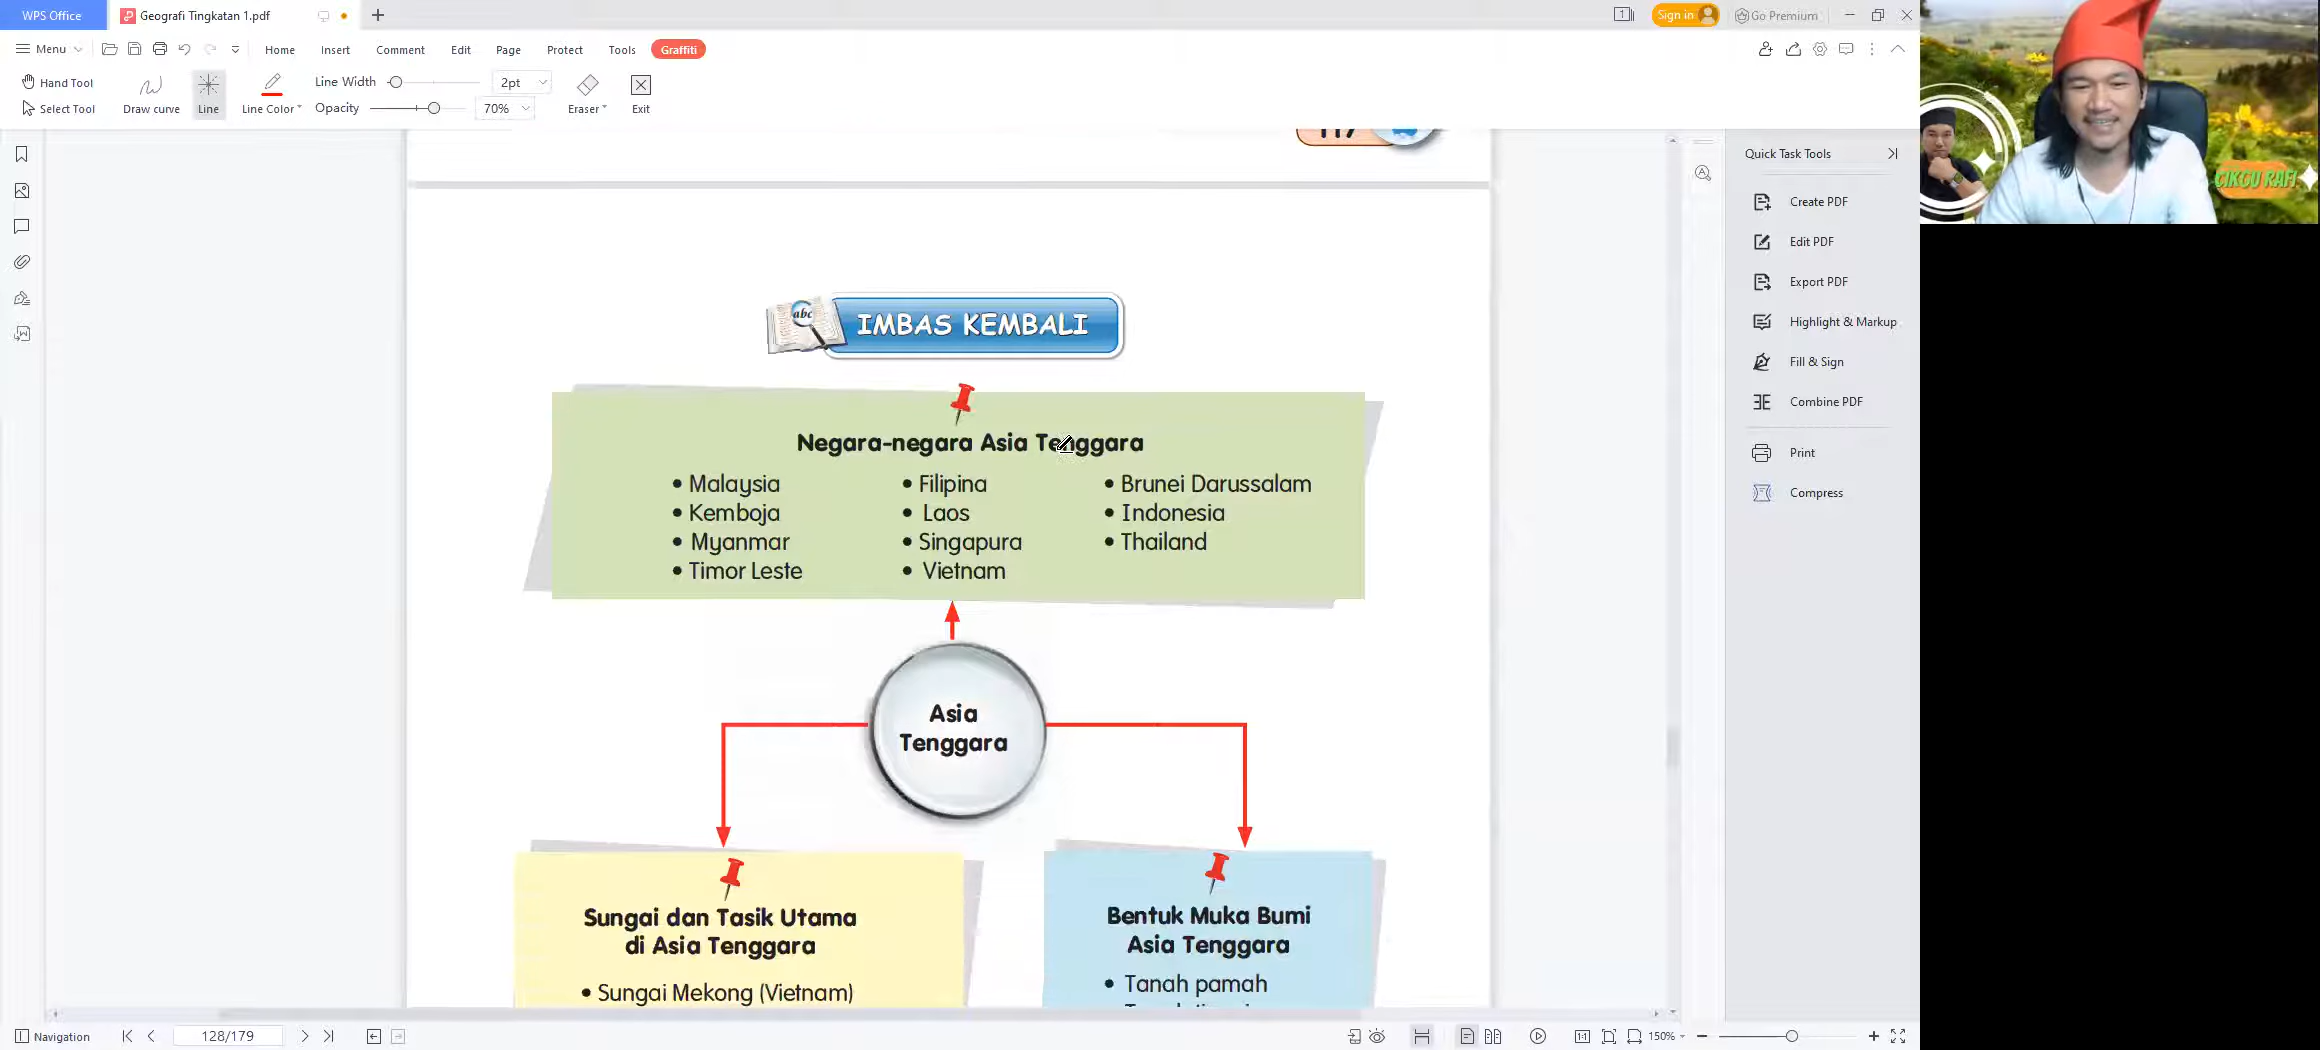 WPS Office
Geografi Tingkatan 1.pdf
1
Sign in
Go Premium
Menu
Home
Insert
Comment
Edit
Page
Protect
Tools
Graffiti
Hand Tool
Select Tool
Draw curve
Line
Line Color
Line Width
2pt
Opacity
70%
Eraser
Exit
117
abc
IMBAS KEMBALI
Negara-negara Asia Tenggara
• Malaysia
• Kemboja
• Myanmar
• Timor Leste
• Filipina
• Laos
• Singapura
• Vietnam
• Brunei Darussalam
• Indonesia
• Thailand
Asia
Tenggara
Sungai dan Tasik Utama
di Asia Tenggara
• Sungai Mekong (Vietnam)
Bentuk Muka Bumi
Asia Tenggara
• Tanah pamah
Quick Task Tools
Create PDF
Edit PDF
Export PDF
Highlight & Markup
Fill & Sign
Combine PDF
Print
Compress
CIKGU RAFI
Navigation
128/179
1:1
150%